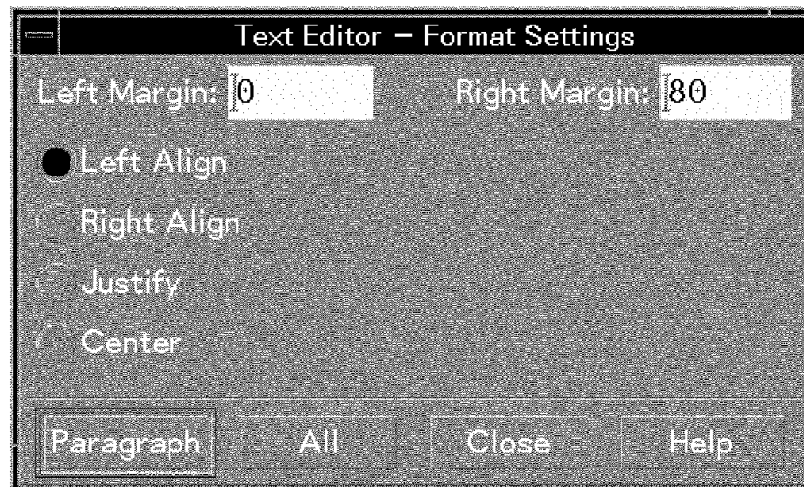 Text Editor – Format Settings
Left Margin: 0 Right Margin: 80
Left Align
Right Align
Justify
Center
Paragraph All Close Help